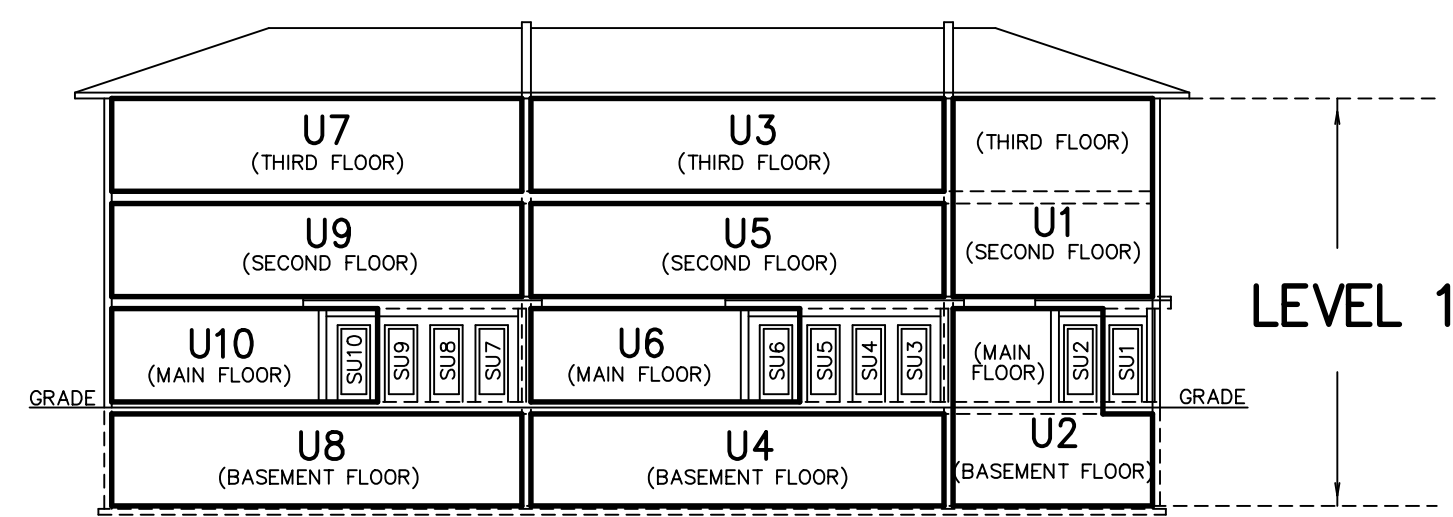 U7
(THIRD FLOOR)
U3
(THIRD FLOOR)
(THIRD FLOOR)
U9
(SECOND FLOOR)
U5
(SECOND FLOOR)
U1
(SECOND FLOOR)
LEVEL 1
U10
(MAIN FLOOR)
SU10
SU9
SU8
SU7
U6
(MAIN FLOOR)
SU6
SU5
SU4
SU3
(MAIN
FLOOR)
SU2
SU1
GRADE
GRADE
U8
(BASEMENT FLOOR)
U4
(BASEMENT FLOOR)
U2
(BASEMENT FLOOR)